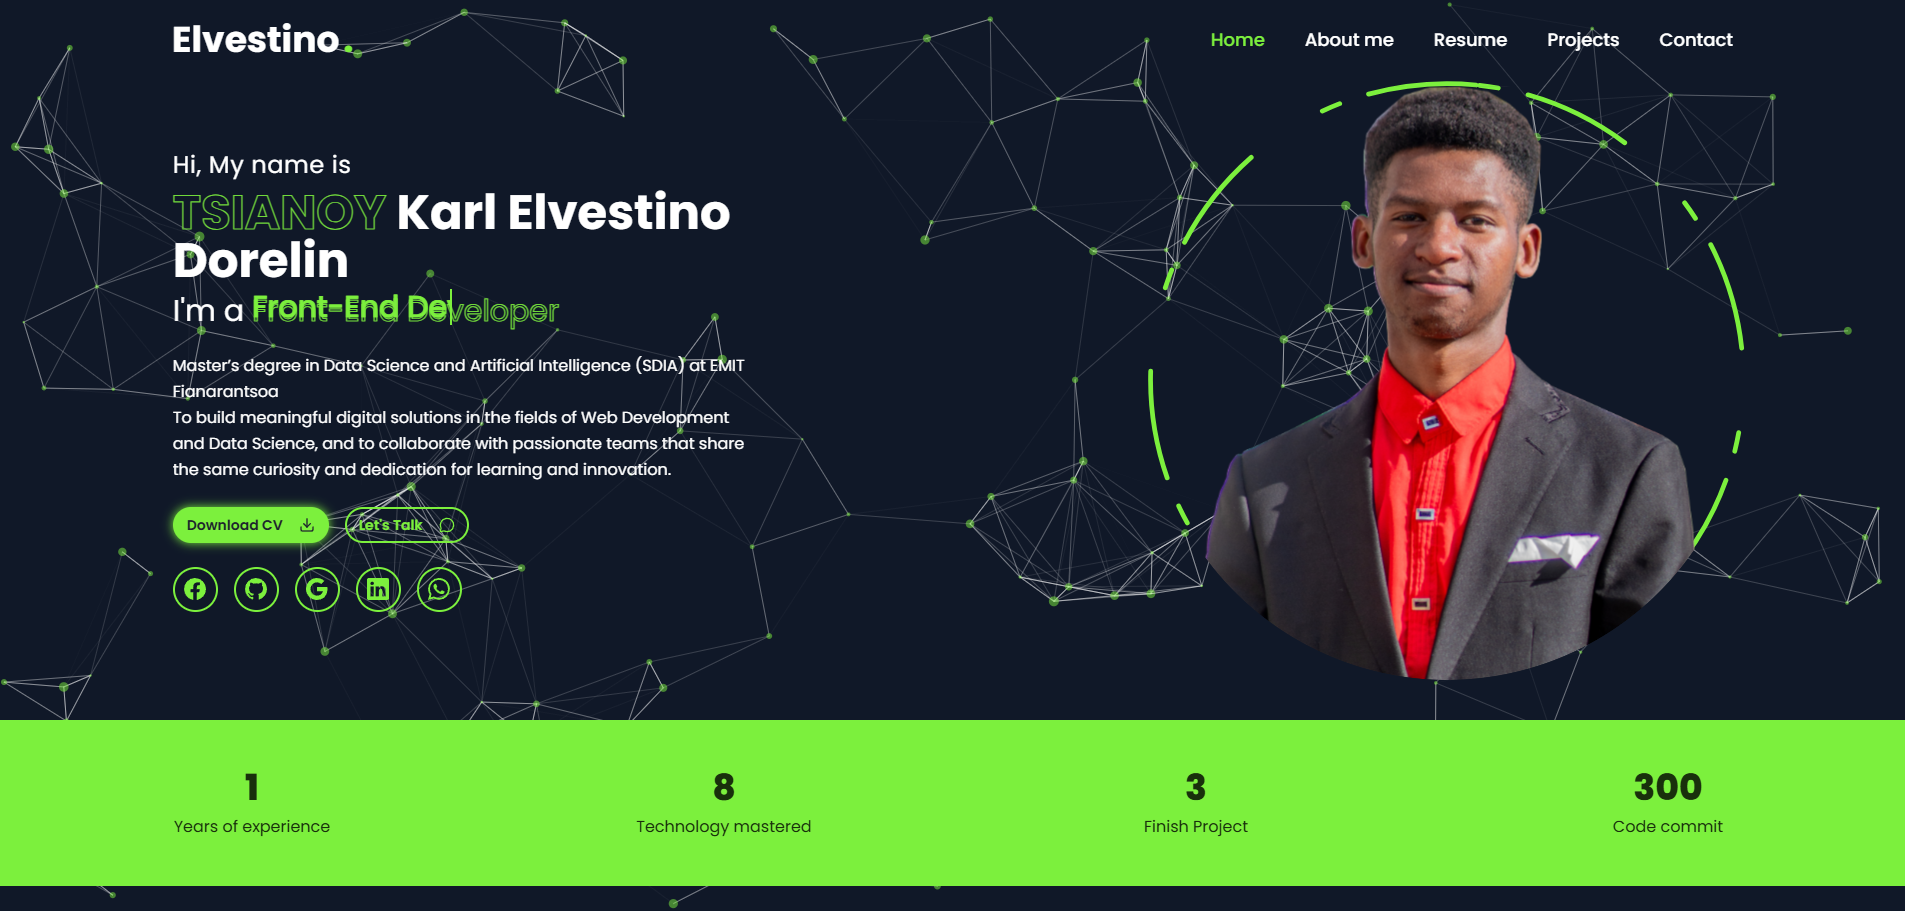 Elvestino
Home About me Resume Projects Contact
Hi, My name is
TSIANOY Karl Elvestino
Dorelin
I'm a Front-End Developer
Master’s degree in Data Science and Artificial Intelligence (SDIA) at EMIT
Fianarantsoa
To build meaningful digital solutions in the fields of Web Development
and Data Science, and to collaborate with passionate teams that share
the same curiosity and dedication for learning and innovation.
Download CV Let's Talk
1 8 3 300
Years of experience Technology mastered Finish Project Code commit